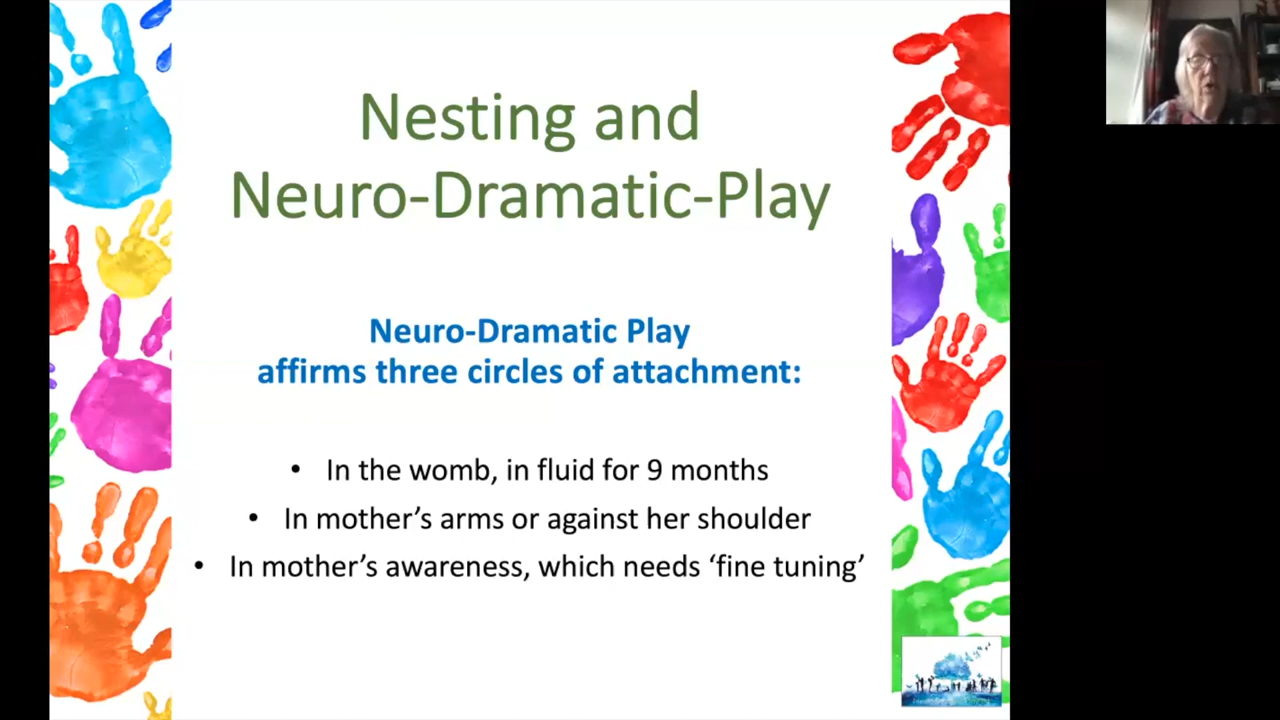 Nesting and
Neuro-Dramatic-Play
Neuro-Dramatic Play
affirms three circles of attachment:
• In the womb, in fluid for 9 months
• In mother’s arms or against her shoulder
• In mother’s awareness, which needs ‘fine tuning’